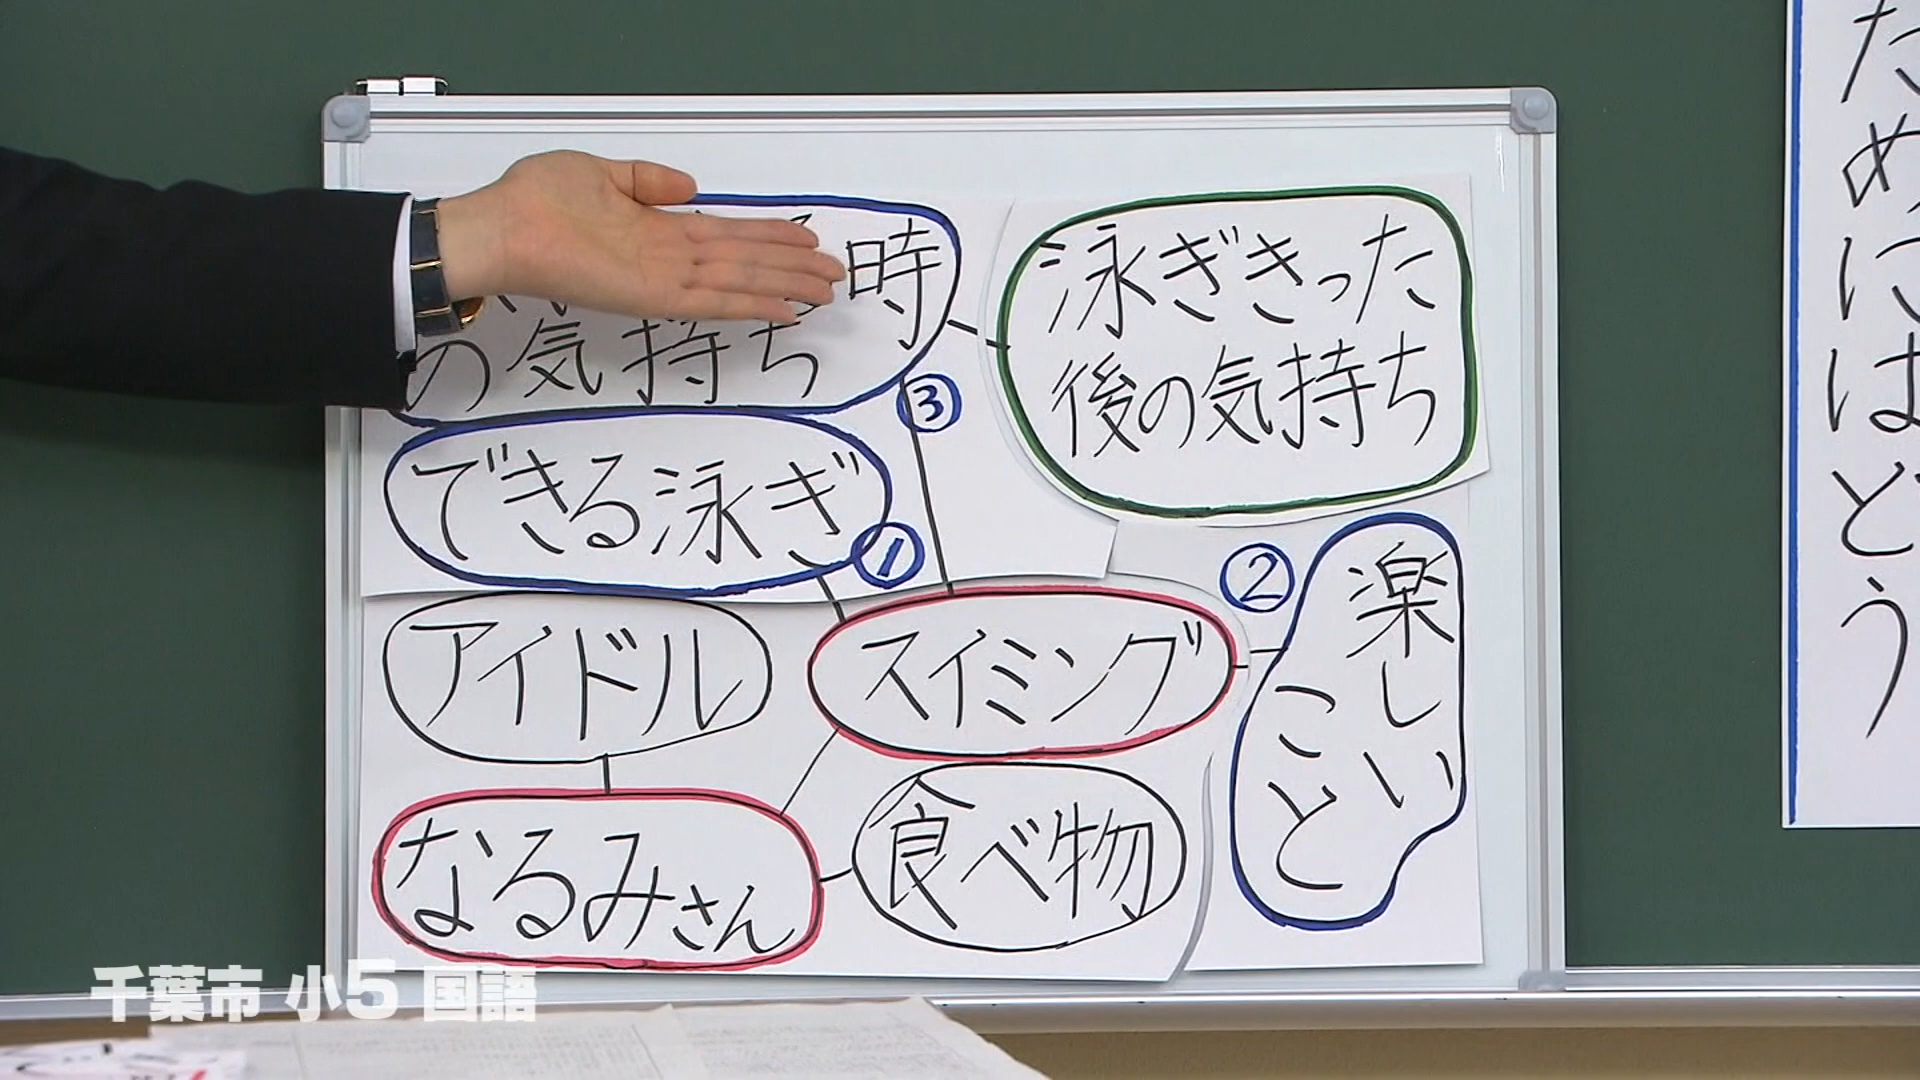 時
の気持ち
③
泳ぎきった
後の気持ち
できる泳ぎ
①
アイドル
スイミング
②
楽しい
こと
なるみさん
食べ物
ためにはどう
千葉市 小5 国語